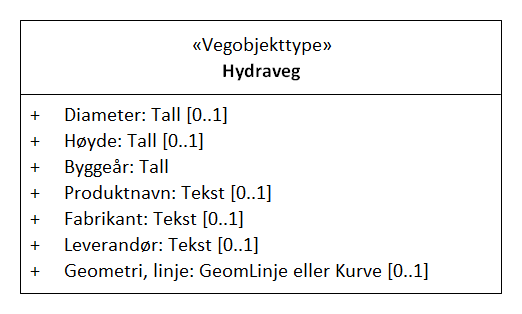 «Vegobjekttype»
Hydraveg
+ Diameter: Tall [0..1]
+ Høyde: Tall [0..1]
+ Byggeår: Tall
+ Produktnavn: Tekst [0..1]
+ Fabrikant: Tekst [0..1]
+ Leverandør: Tekst [0..1]
+ Geometri, linje: GeomLinje eller Kurve [0..1]